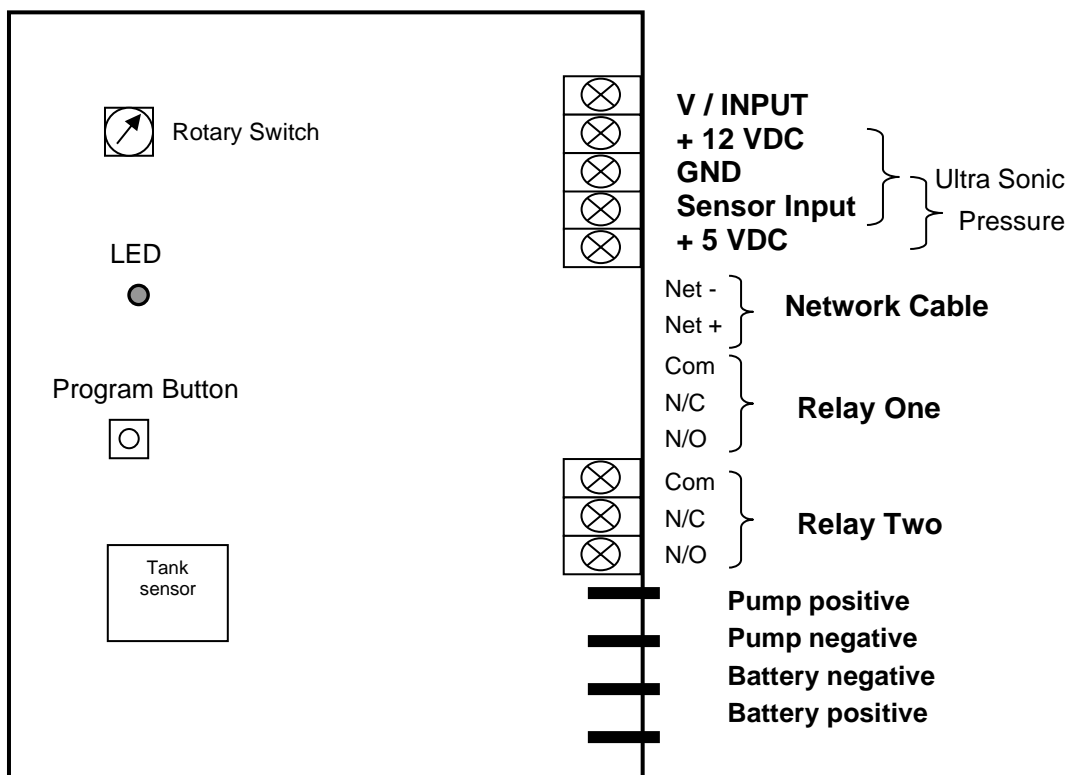 V / INPUT
Rotary Switch
+ 12 VDC
GND
Ultra Sonic
Sensor Input
Pressure
+ 5 VDC
LED
Net -
Network Cable
Net +
Com
Program Button
N/C
Relay One
N/O
Com
N/C
Relay Two
N/O
Tank
sensor
Pump positive
Pump negative
Battery negative
Battery positive